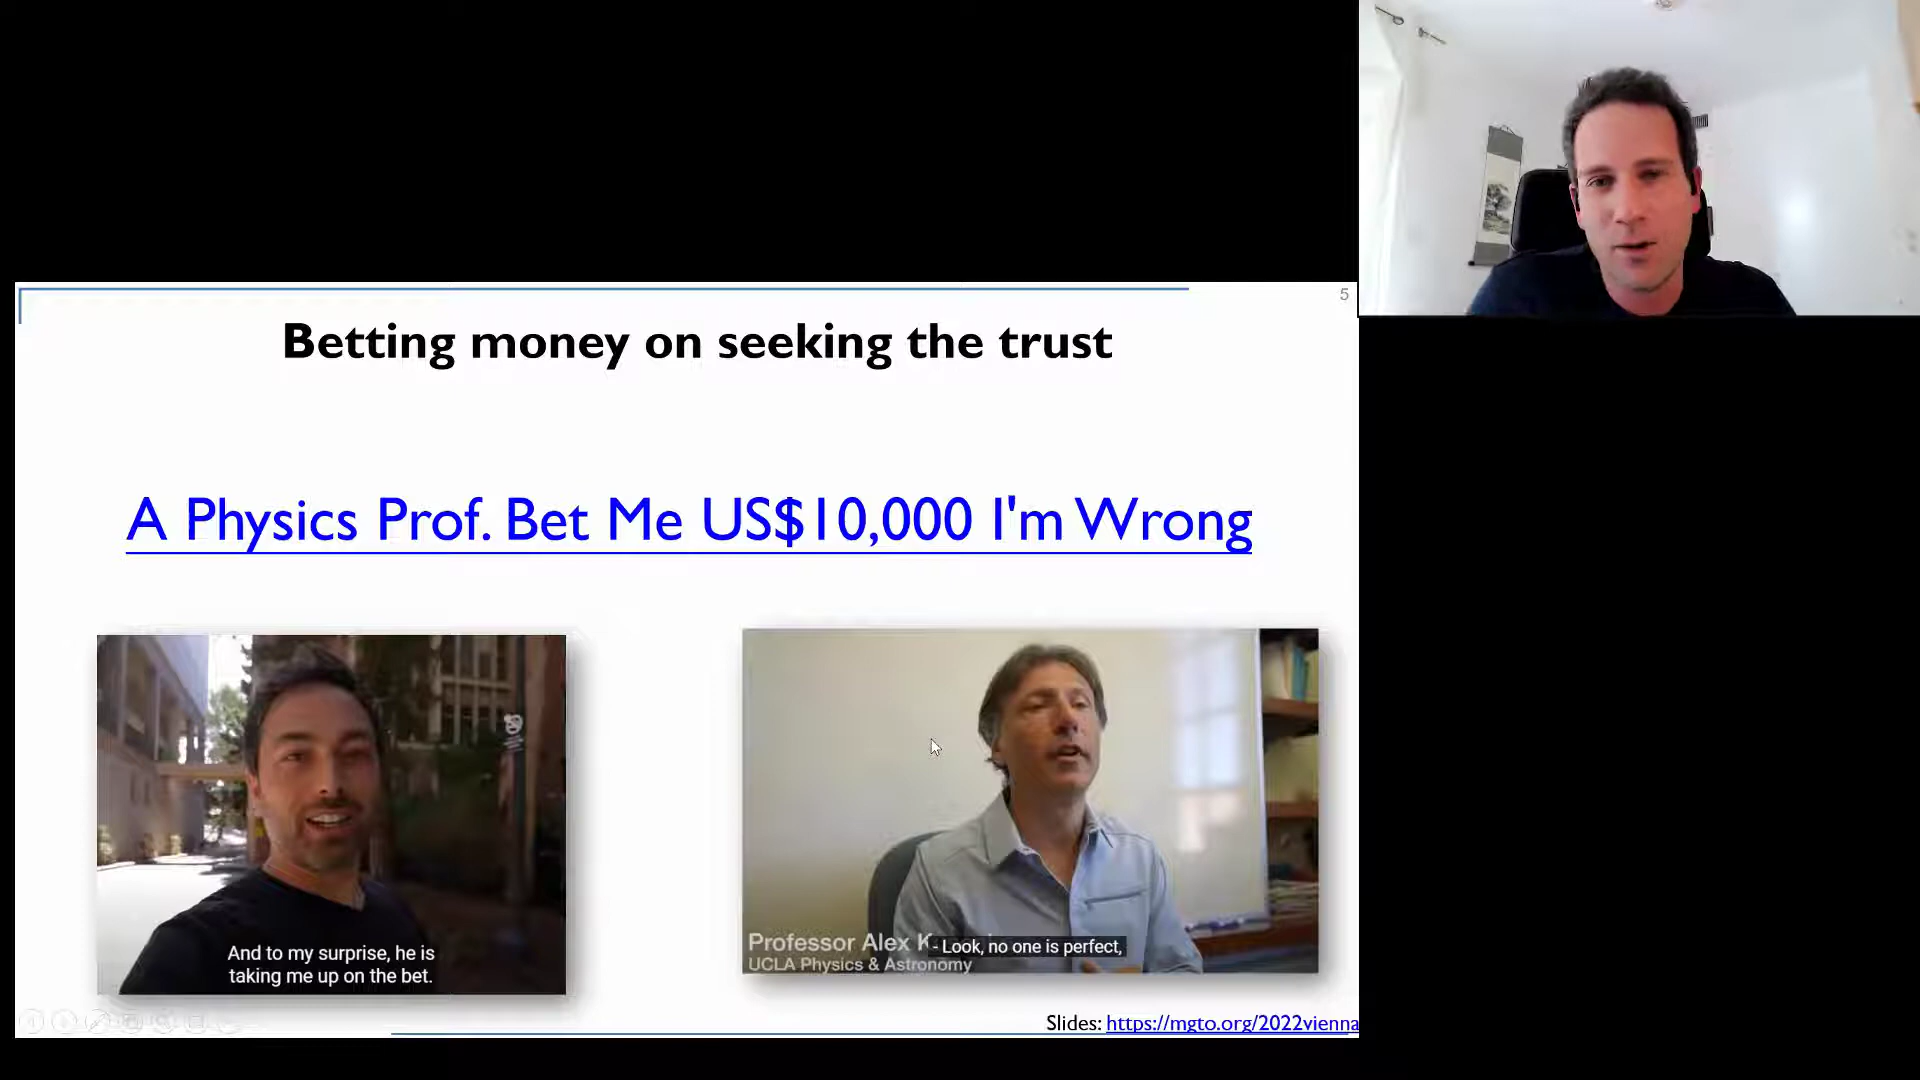 5
Betting money on seeking the trust
A Physics Prof. Bet Me US$10,000 I'm Wrong
And to my surprise, he is
taking me up on the bet.
Professor Alex
- Look, no one is perfect,
UCLA Physics & Astronomy
Slides: https://mgto.org/2022vienna